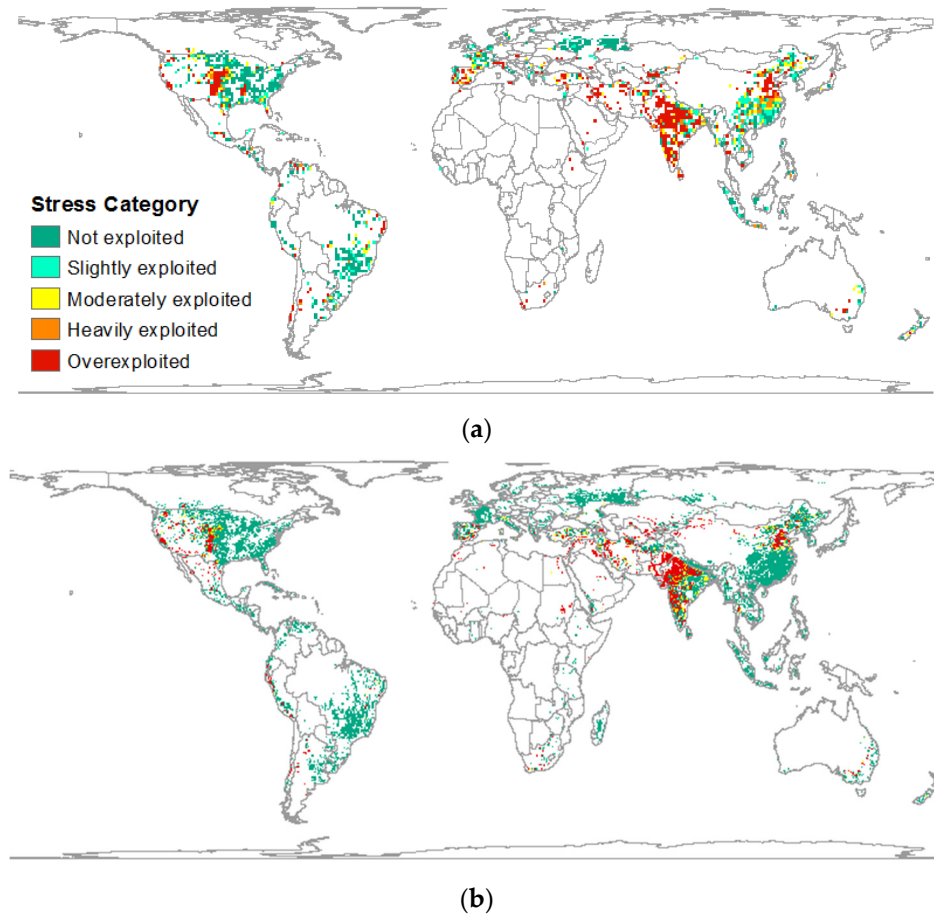 Stress Category
Not exploited
Slightly exploited
Moderately exploited
Heavily exploited
Overexploited
(a)
(b)